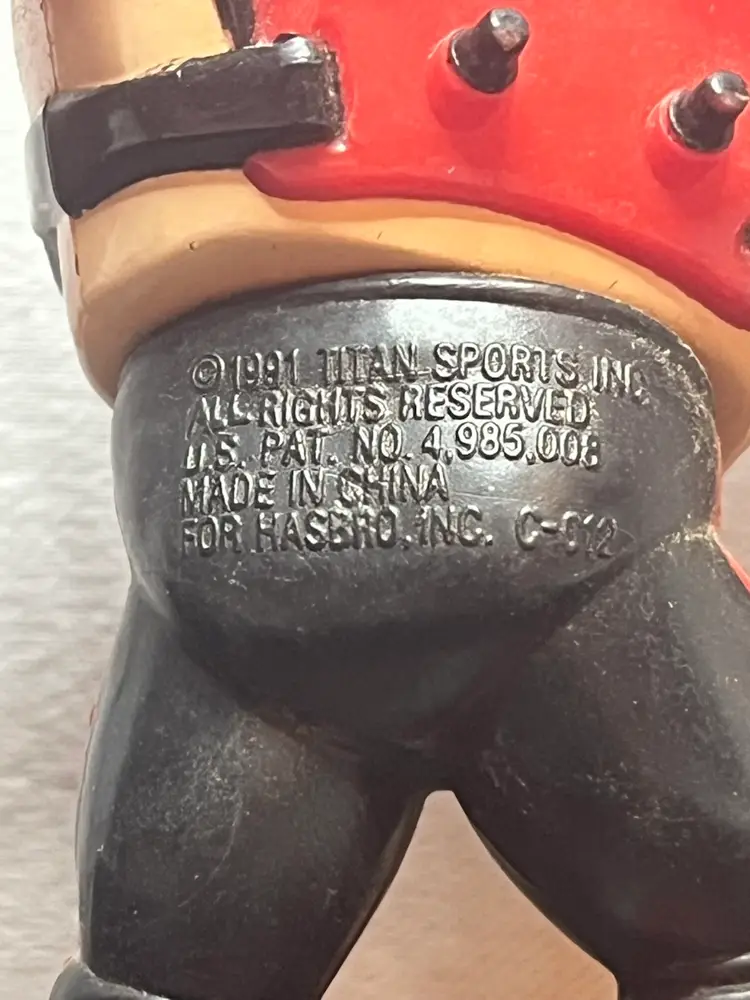 © 1991 TITAN SPORTS INC.
ALL RIGHTS RESERVED
U.S. PAT. NO. 4,985,008
MADE IN CHINA
FOR HASBRO, INC. C-012